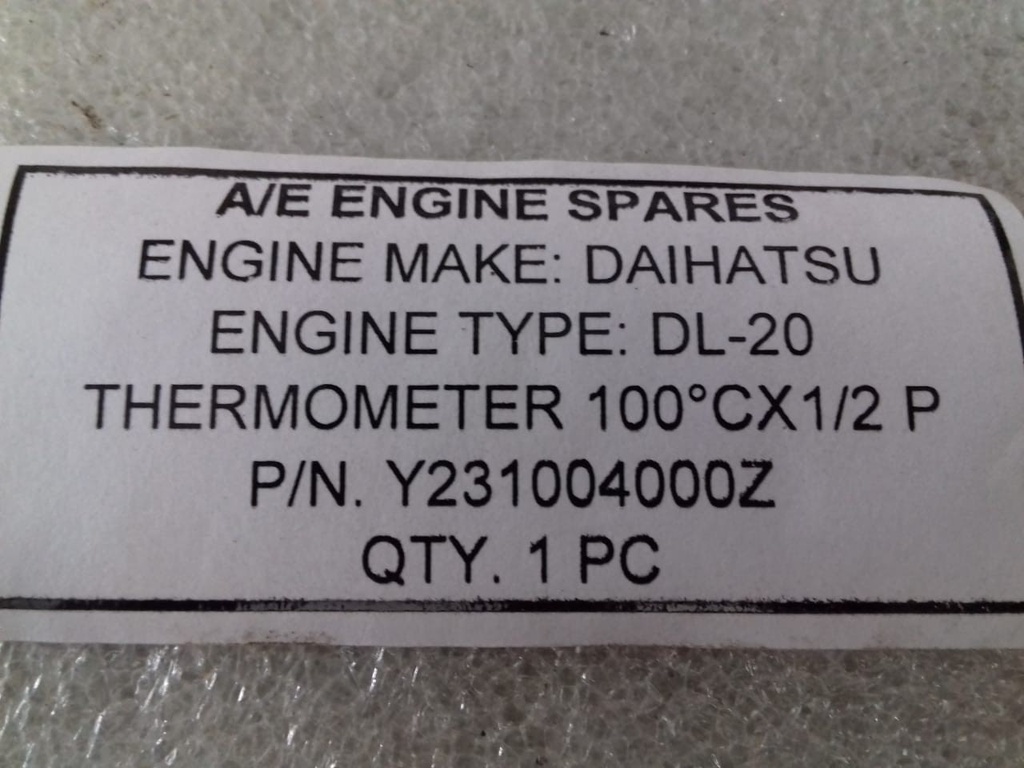 A/E ENGINE SPARES
ENGINE MAKE: DAIHATSU
ENGINE TYPE: DL-20
THERMOMETER 100°CX1/2 P
P/N. Y231004000Z
QTY. 1 PC